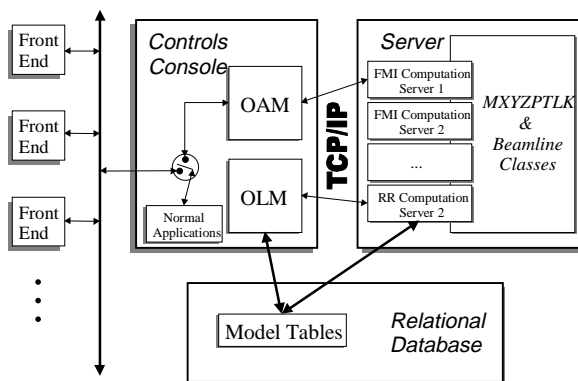 Front
End
Front
End
Front
End
Controls
Console
OAM
OLM
Normal
Applications
TCP/IP
Server
FMI Computation
Server 1
FMI Computation
Server 2
...
RR Computation
Server 2
MXYZPTLK
&
Beamline
Classes
Model Tables
Relational
Database